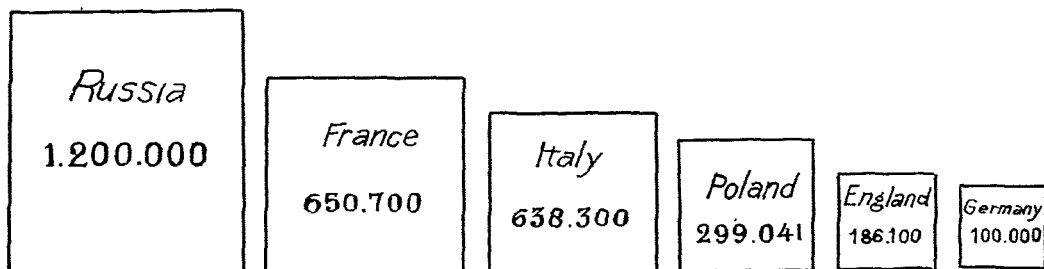 Russia
1.200.000
France
650.700
Italy
638.300
Poland
299.041
England
186.100
Germany
100.000